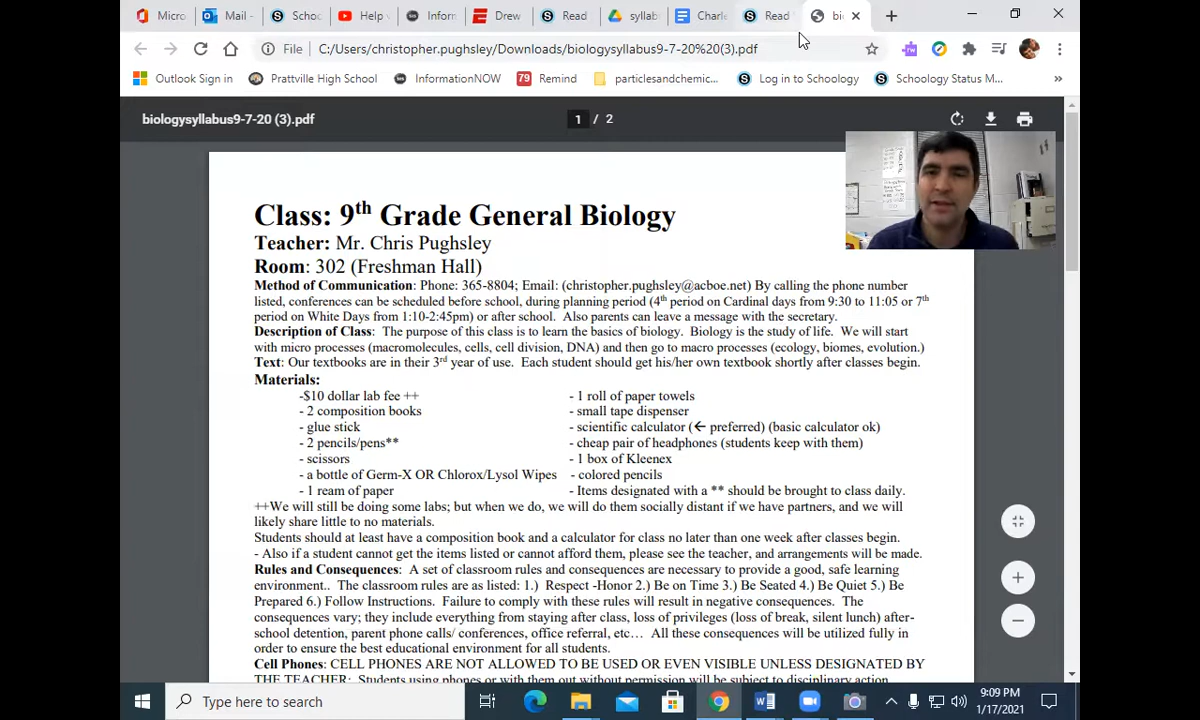 Micro
Mail -
Schoo
Help v
Inform
Drew
Read
syllab
Charle
Read
bi
File
C:/Users/christopher.pughsley/Downloads/biologysyllabus9-7-20%20(3).pdf
Outlook Sign in
Prattville High School
InformationNOW
79 Remind
particlesandchemic...
Log in to Schoology
Schoology Status M...
»
biologysyllabus9-7-20 (3).pdf
1 / 2
Class: 9th Grade General Biology
Teacher: Mr. Chris Pughsley
Room: 302 (Freshman Hall)
Method of Communication: Phone: 365-8804; Email: (christopher.pughsley@acboe.net) By calling the phone number
listed, conferences can be scheduled before school, during planning period (4th period on Cardinal days from 9:30 to 11:05 or 7th
period on White Days from 1:10-2:45pm) or after school. Also parents can leave a message with the secretary.
Description of Class: The purpose of this class is to learn the basics of biology. Biology is the study of life. We will start
with micro processes (macromolecules, cells, cell division, DNA) and then go to macro processes (ecology, biomes, evolution.)
Text: Our textbooks are in their 3rd year of use. Each student should get his/her own textbook shortly after classes begin.
Materials:
-$10 dollar lab fee ++
- 2 composition books
- glue stick
- 2 pencils/pens**
- scissors
- a bottle of Germ-X OR Chlorox/Lysol Wipes
- 1 ream of paper
- 1 roll of paper towels
- small tape dispenser
- scientific calculator (← preferred) (basic calculator ok)
- cheap pair of headphones (students keep with them)
- 1 box of Kleenex
- colored pencils
- Items designated with a ** should be brought to class daily.
++We will still be doing some labs; but when we do, we will do them socially distant if we have partners, and we will
likely share little to no materials.
Students should at least have a composition book and a calculator for class no later than one week after classes begin.
- Also if a student cannot get the items listed or cannot afford them, please see the teacher, and arrangements will be made.
Rules and Consequences: A set of classroom rules and consequences are necessary to provide a good, safe learning
environment.. The classroom rules are as listed: 1.) Respect -Honor 2.) Be on Time 3.) Be Seated 4.) Be Quiet 5.) Be
Prepared 6.) Follow Instructions. Failure to comply with these rules will result in negative consequences. The
consequences vary; they include everything from staying after class, loss of privileges (loss of break, silent lunch) after-
school detention, parent phone calls/ conferences, office referral, etc… All these consequences will be utilized fully in
order to ensure the best educational environment for all students.
Cell Phones: CELL PHONES ARE NOT ALLOWED TO BE USED OR EVEN VISIBLE UNLESS DESIGNATED BY
THE TEACHER: Students using phones or with them out without permission will be subject to disciplinary action
Type here to search
9:09 PM
1/17/2021